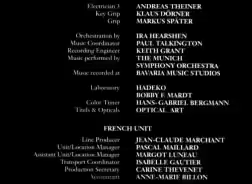 Electrician 3 ANDREAS THEINER
Key Grip KLAUS DÖRNER
Grip MARKUS SPÄTER
Orchestration by IRA HEARSHEN
Music Coordinator PAUL TALKINGTON
Recording Engineer KEITH GRANT
Music performed by THE MUNICH
SYMPHONY ORCHESTRA
Music recorded at BAVARIA MUSIC STUDIOS
Laboratory HADEKO
BOBBY F. MARDT
Color Timer HANS-GABRIEL BERGMANN
Titels & Opticals OPTICAL ART
FRENCH UNIT
Line Producer JEAN-CLAUDE MARCHANT
Unit/Location Manager PASCAL MAILLARD
Assistant Unit/Location Manager MARGOT LUNEAU
Transport Coordinator ISABELLE GAUTIER
Production Secretary CARINE THEVENET
Accountant ANNE-MARIE BILLON